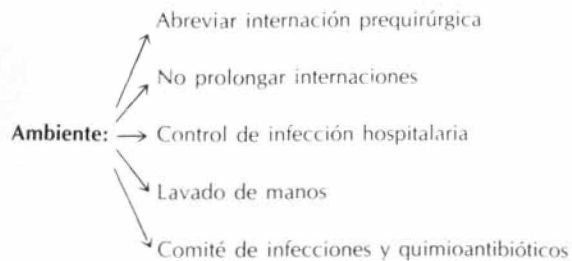 Abreviar internación prequirúrgica
No prolongar internaciones
Ambiente: Control de infección hospitalaria
Lavado de manos
Comité de infecciones y quimioantibióticos